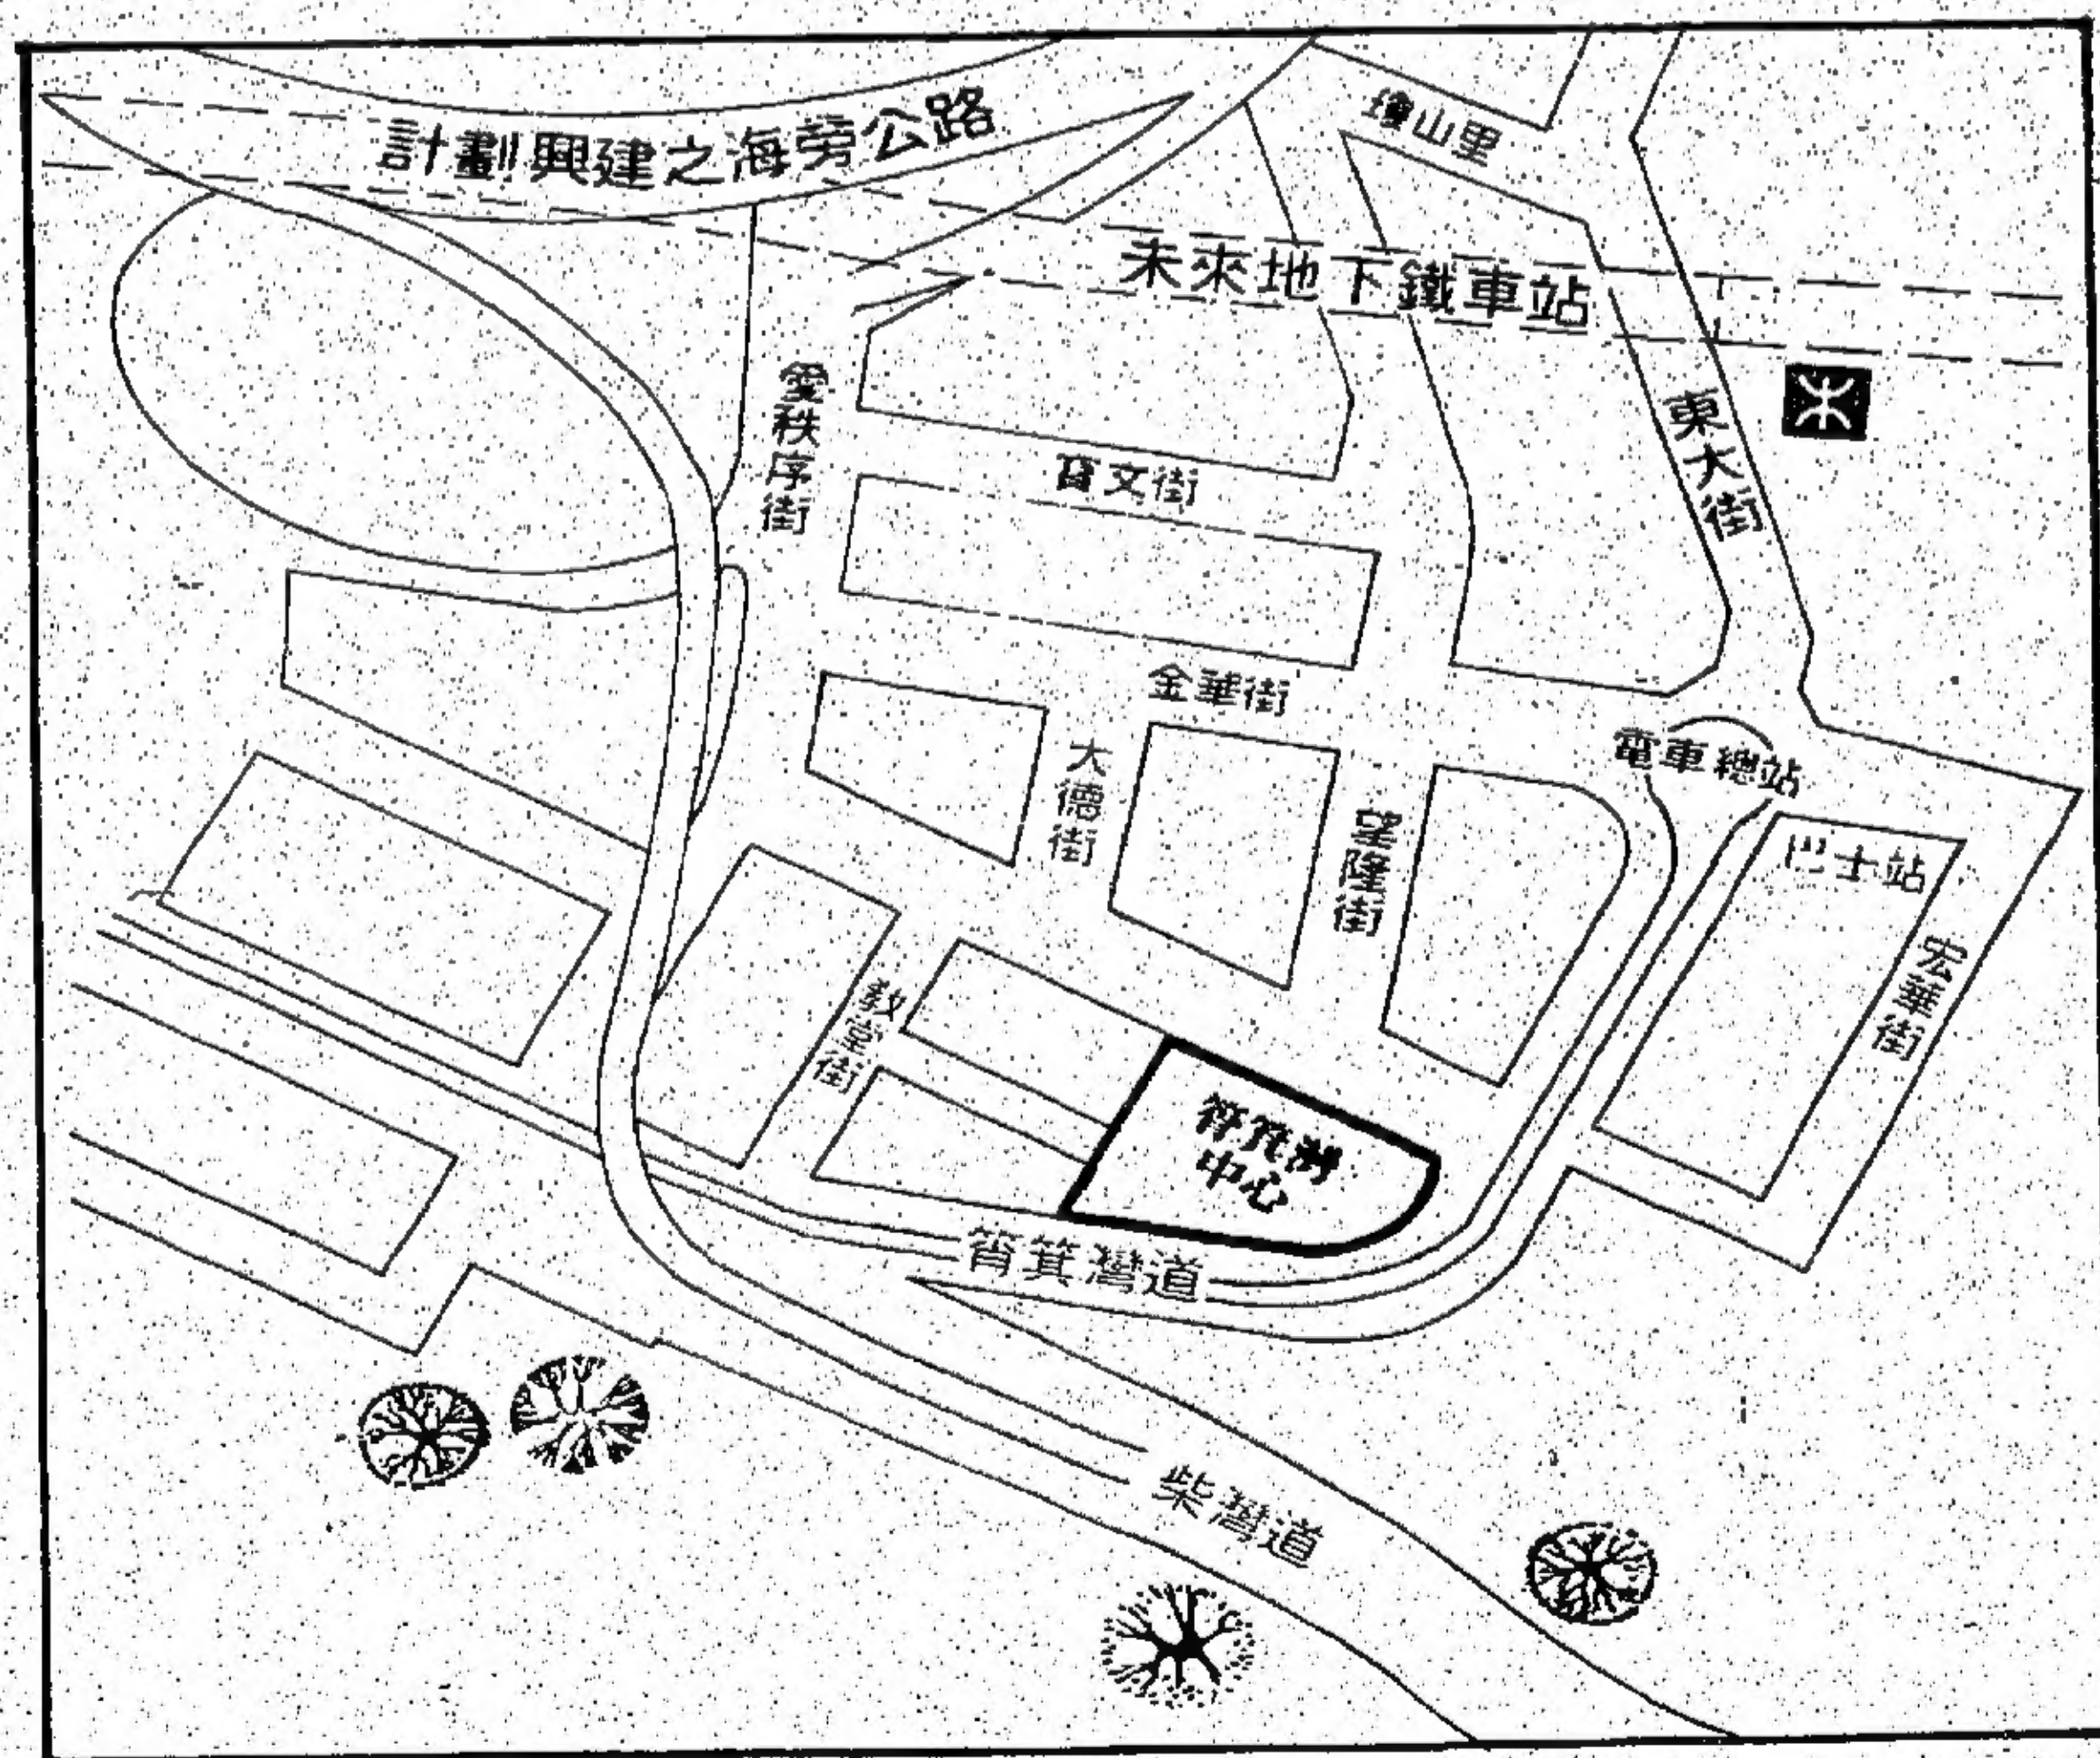 計劃興建之海旁公路
山里
未來地下鐵車站
愛秩序街
東大街
寶文街
金華街
電車總站
大德街
望隆街
巴士站
宏華街
街
筲箕灣
中心
筲箕灣道
柴灣道